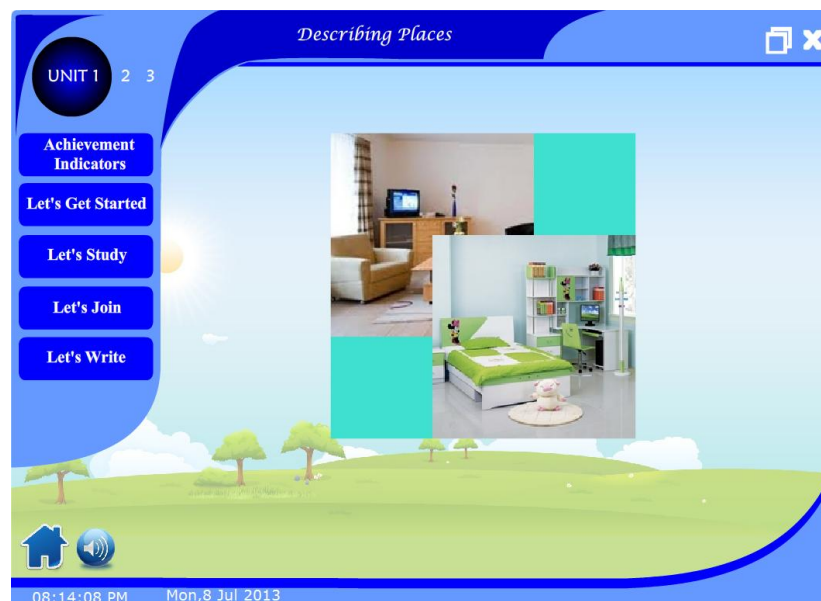 Describing Places
UNIT 1 2 3
Achievement
Indicators
Let's Get Started
Let's Study
Let's Join
Let's Write
08:14:08 PM Mon,8 Jul 2013